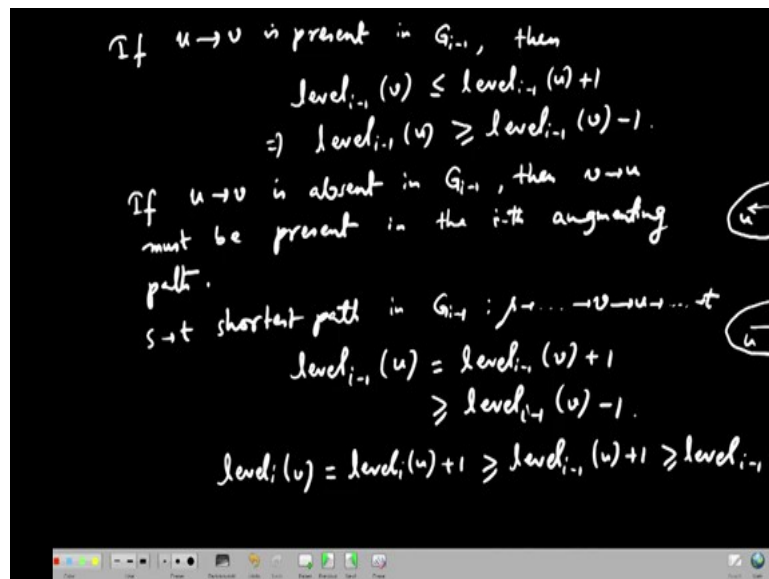 If u→v is present in G_{i-1}, then
level_{i-1}(v) ≤ level_{i-1}(u)+1
⇒ level_{i-1}(u) ≥ level_{i-1}(v)-1.
If u→v is absent in G_{i-1}, then v→u
must be present in the i-th augmenting
path.
s→t shortest path in G_{i-1} : s→...→v→u→...→t
level_{i-1}(u) = level_{i-1}(v)+1
≥ level_{i-1}(v)-1.
level_i(v) = level_i(u)+1 ≥ level_{i-1}(u)+1 ≥ level_{i-1}
u
u